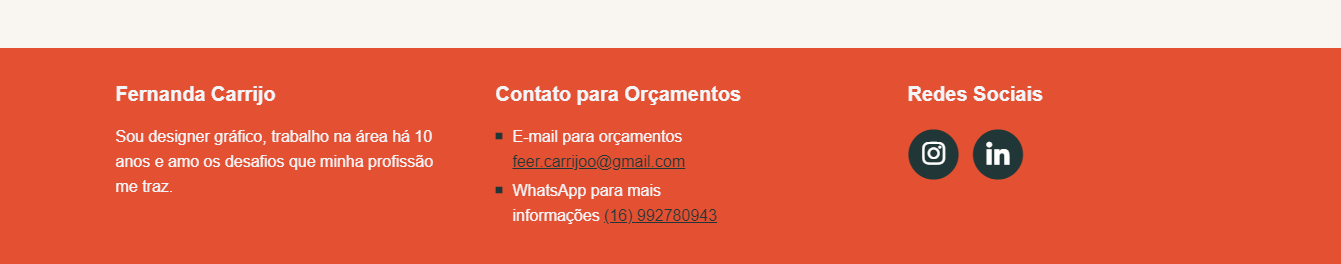 Fernanda Carrijo
Sou designer gráfico, trabalho na área há 10
anos e amo os desafios que minha profissão
me traz.
Contato para Orçamentos
E-mail para orçamentos
feer.carrijoo@gmail.com
WhatsApp para mais
informações (16) 992780943
Redes Sociais
in